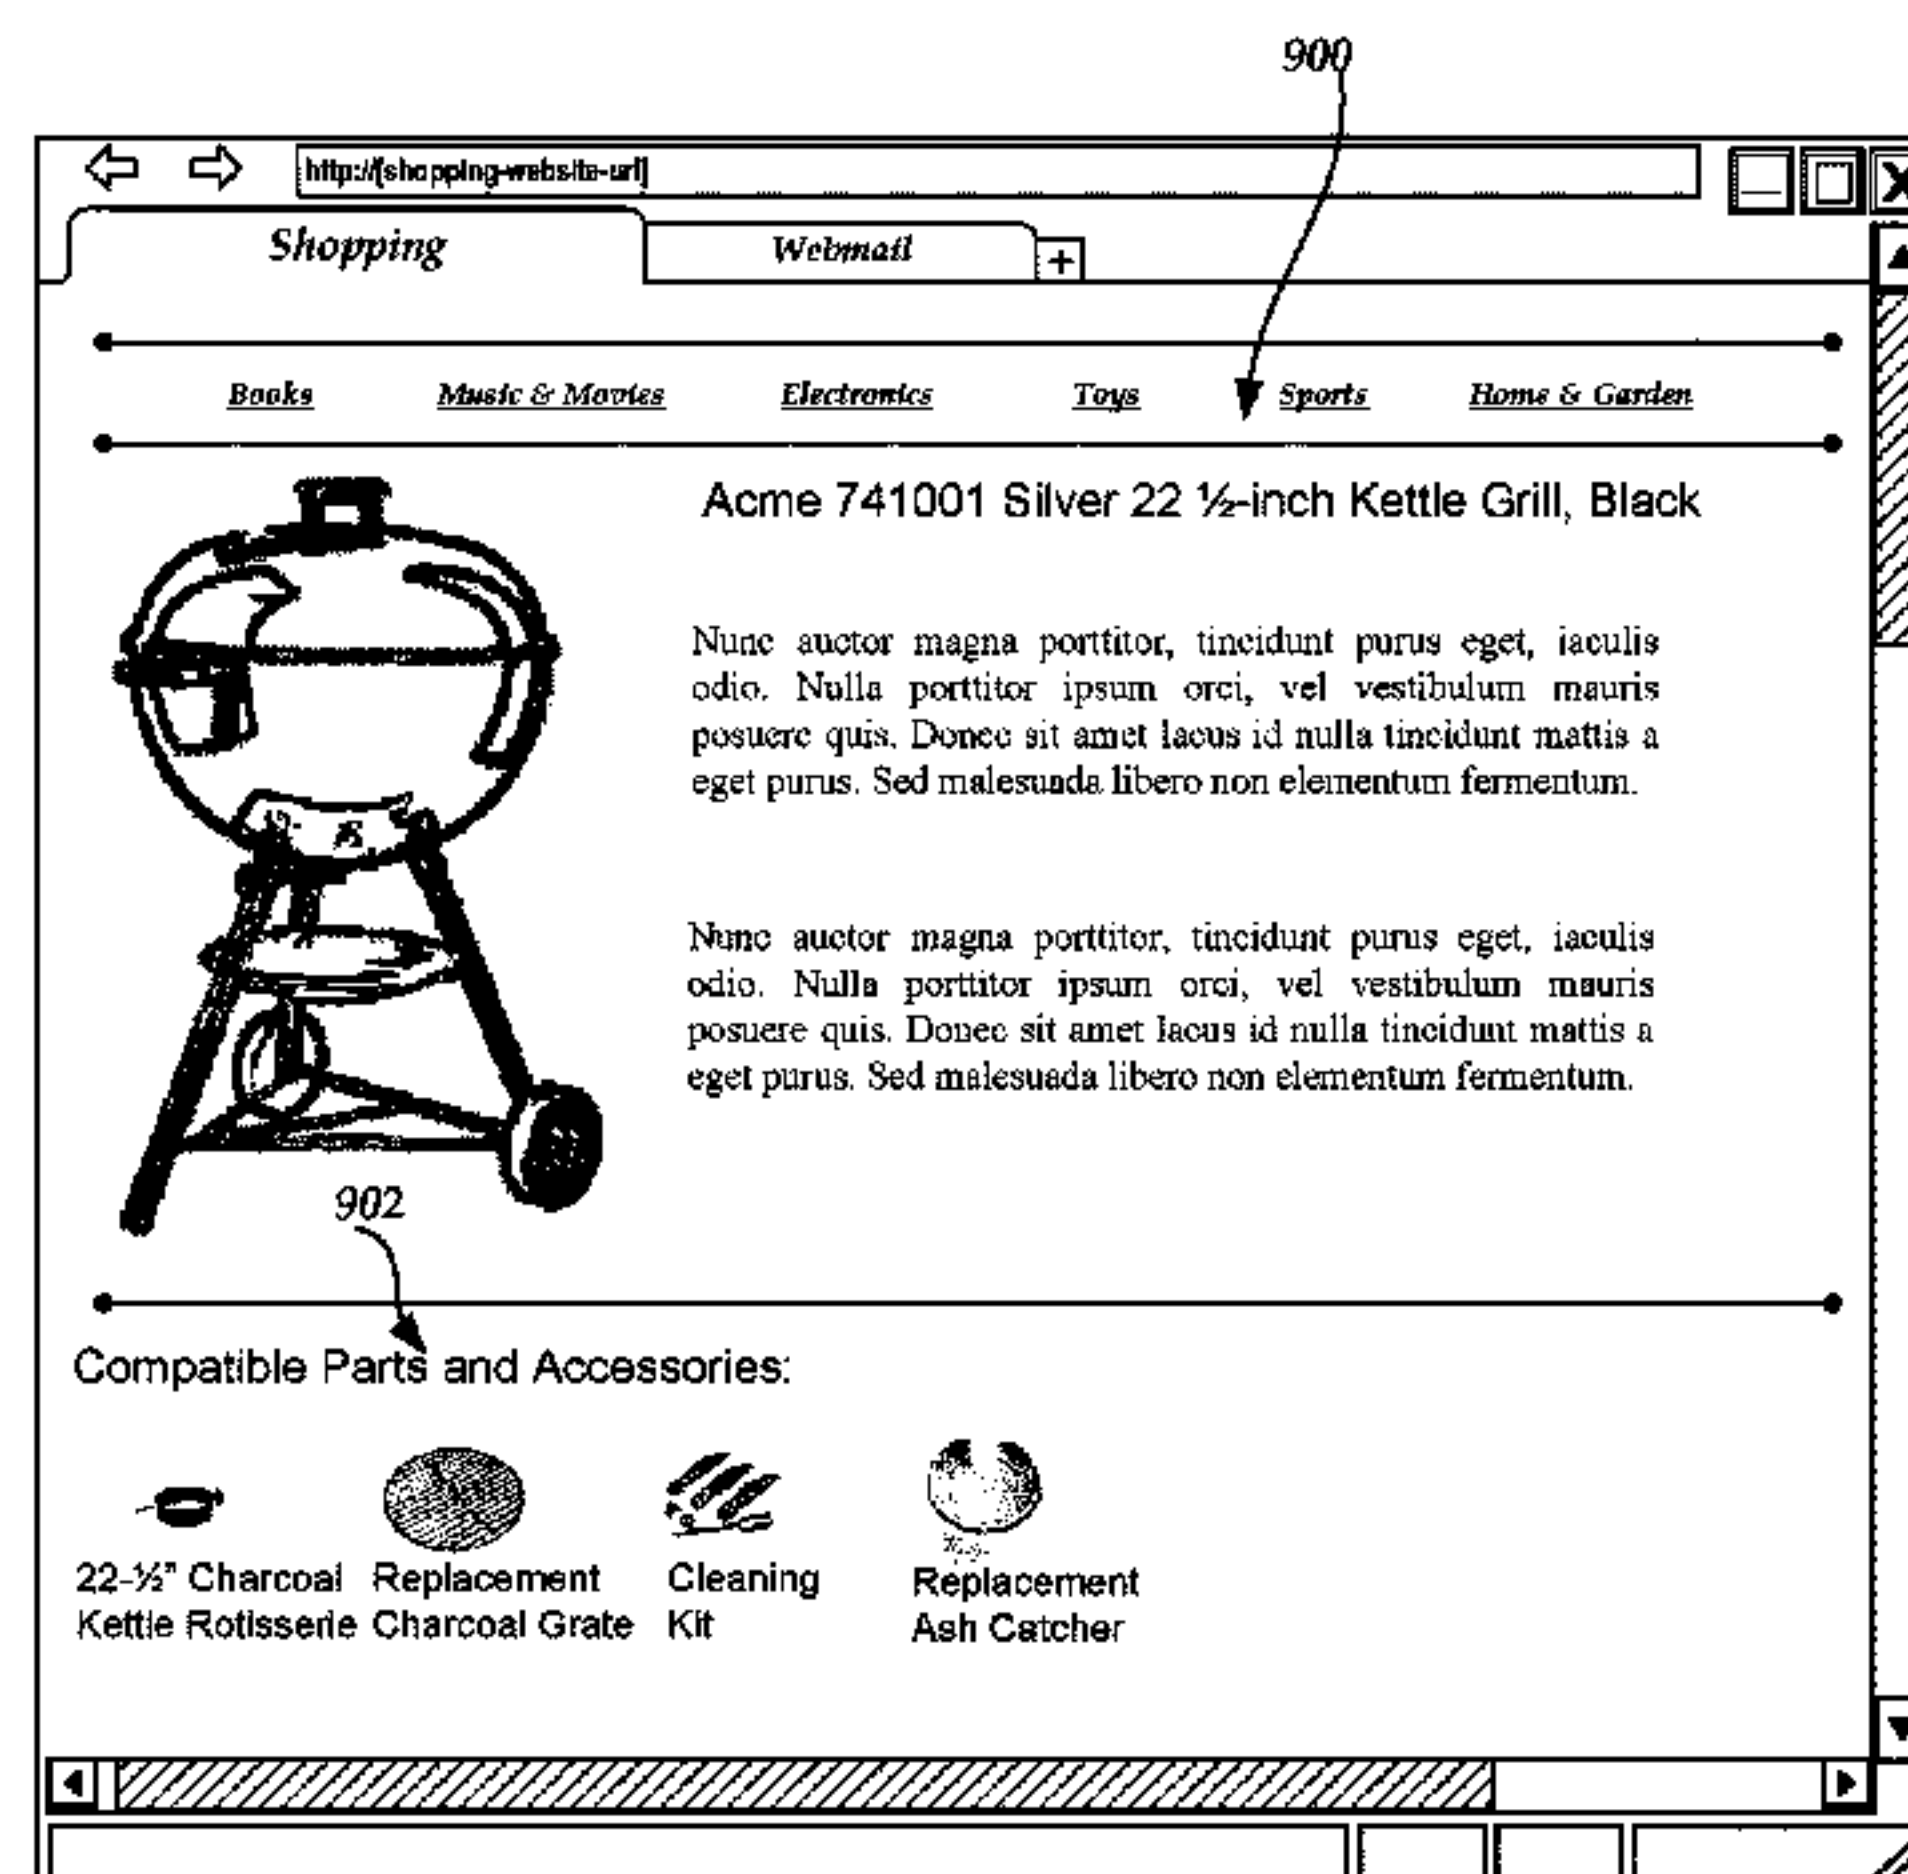 900
http://[shopping-website-url]
Shopping Webmail +
Books Music & Movies Electronics Toys Sports Home & Garden
Acme 741001 Silver 22 ½-inch Kettle Grill, Black
Nunc auctor magna porttitor, tincidunt purus eget, iaculis
odio. Nulla porttitor ipsum orci, vel vestibulum mauris
posuere quis. Donec sit amet lacus id nulla tincidunt mattis a
eget purus. Sed malesuada libero non elementum fermentum.
Nunc auctor magna porttitor, tincidunt purus eget, iaculis
odio. Nulla porttitor ipsum orci, vel vestibulum mauris
posuere quis. Donec sit amet lacus id nulla tincidunt mattis a
eget purus. Sed malesuada libero non elementum fermentum.
902
Compatible Parts and Accessories:
22-½" Charcoal
Kettle Rotisserie
Replacement
Charcoal Grate
Cleaning
Kit
Replacement
Ash Catcher